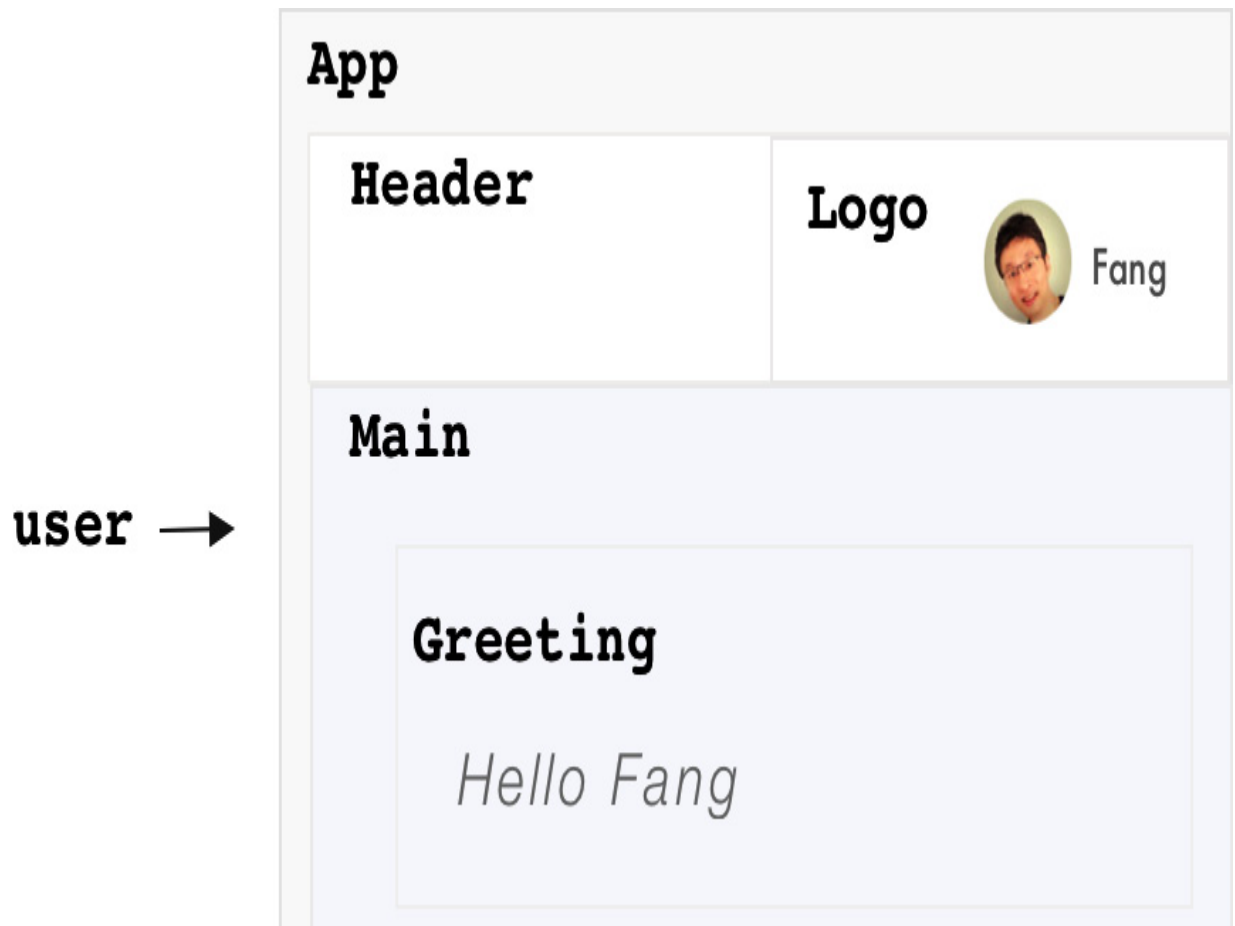 App
Header
Logo
Fang
Main
user
Greeting
Hello Fang